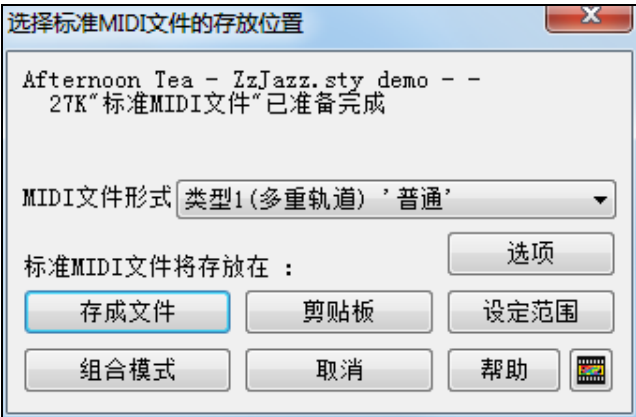 选择标准MIDI文件的存放位置
Afternoon Tea - ZzJazz.sty demo - -
27K"标准MIDI文件"已准备完成
MIDI文件形式 类型1(多重轨道) '普通'
选项
标准MIDI文件将存放在 :
存成文件 剪贴板 设定范围
组合模式 取消 帮助